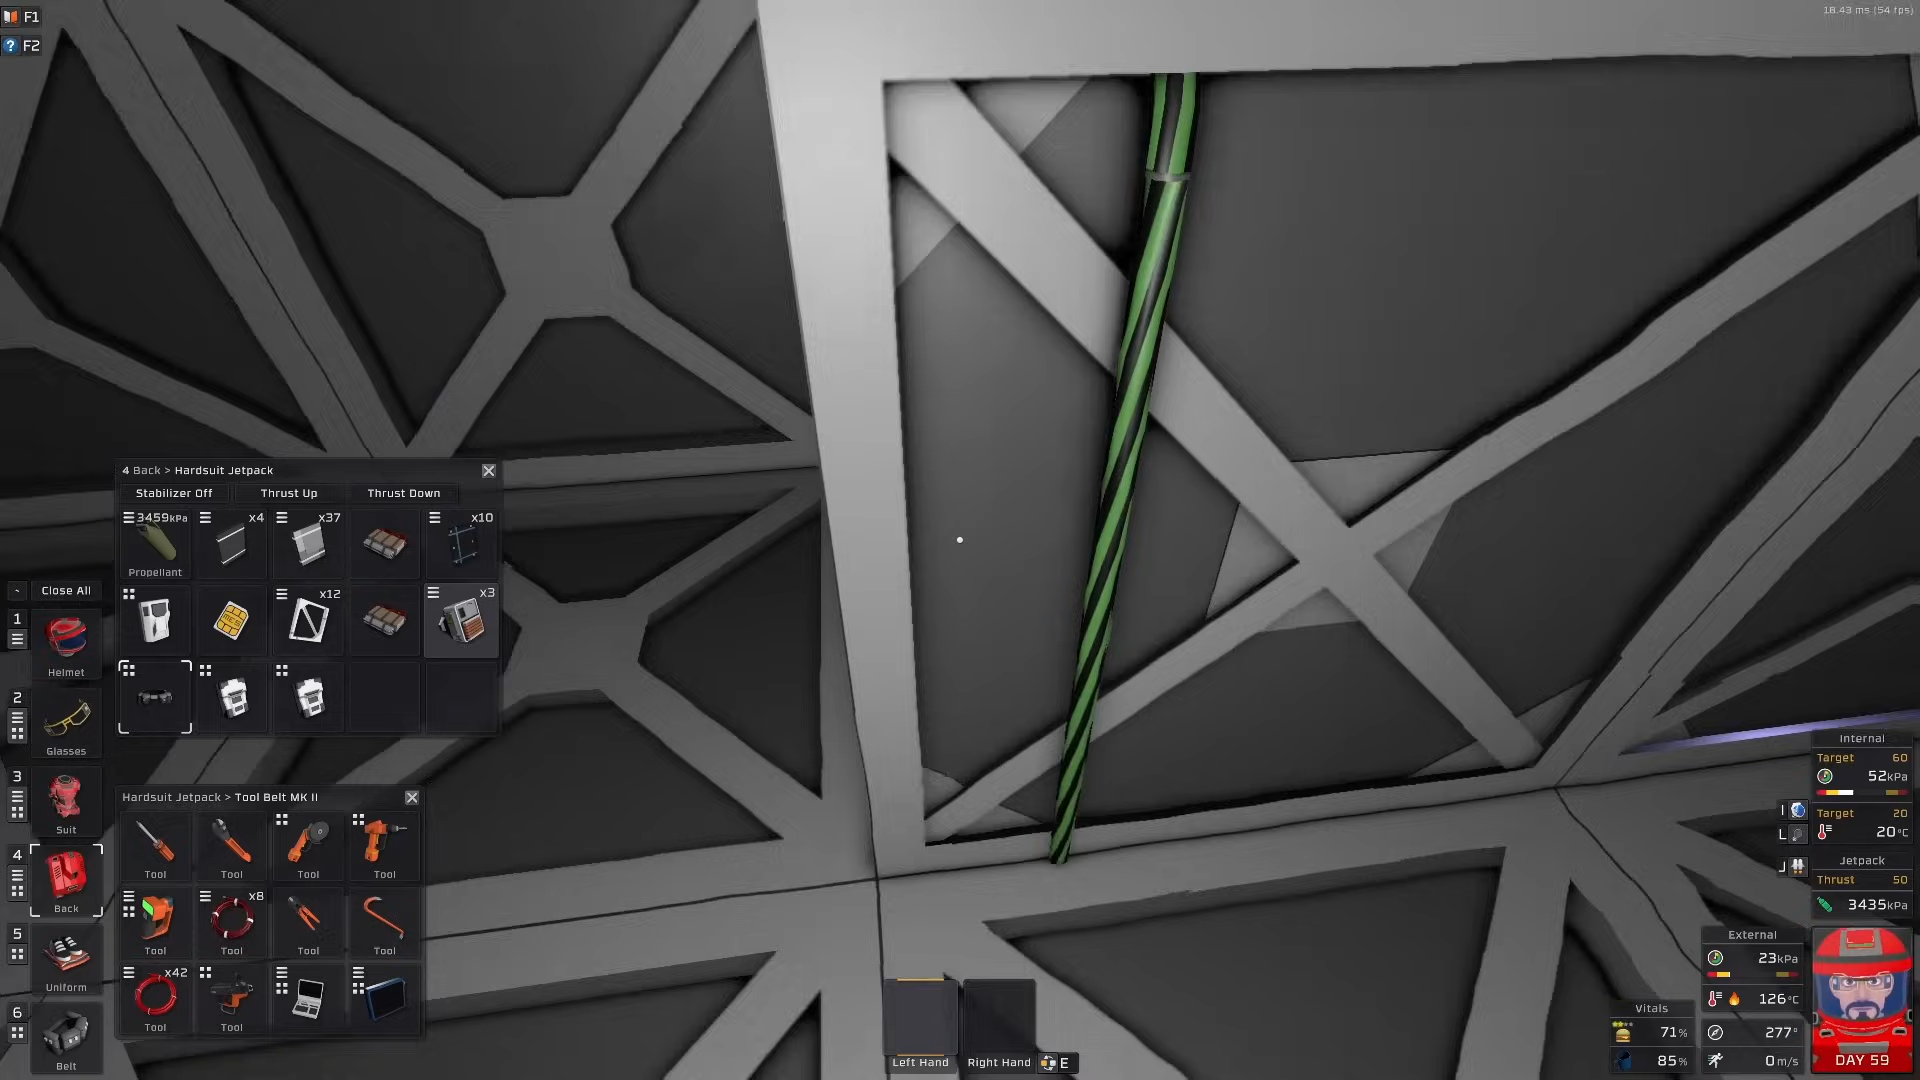 F1
F2
18.43 ms (54 fps)
4 Back > Hardsuit Jetpack
Stabilizer Off
Thrust Up
Thrust Down
3459kPa
x4
x37
x10
Propellant
x12
x3
~
Close All
1
Helmet
2
Glasses
3
Suit
4
Back
5
Uniform
6
Belt
Hardsuit Jetpack > Tool Belt MK II
Tool
Tool
Tool
Tool
x8
Tool
Tool
Tool
Tool
x42
Tool
Tool
Left Hand
Right Hand
E
Internal
Target 60
52kPa
Target 20
20°C
I
L
J
Jetpack
Thrust 50
3435kPa
External
23kPa
126°C
277°
0m/s
Vitals
71%
85%
DAY 59